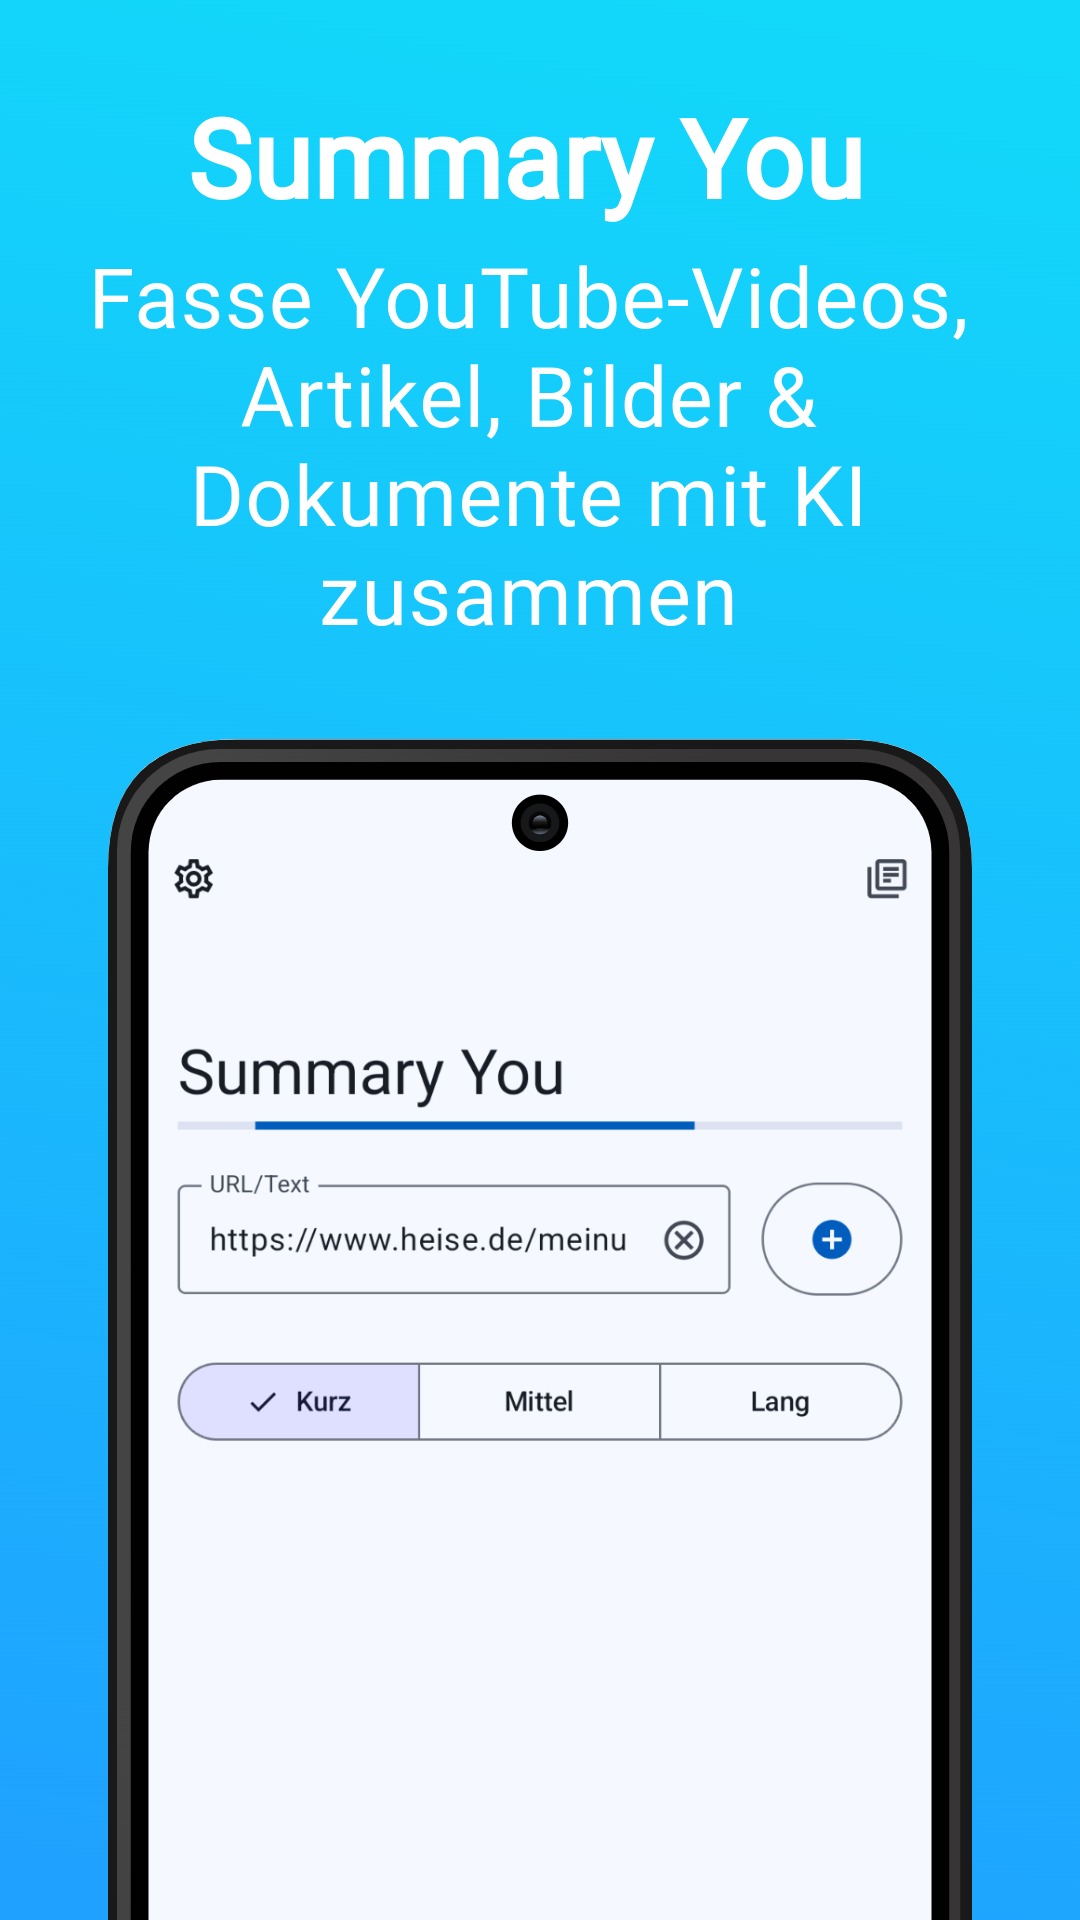 Summary You
Fasse YouTube-Videos,
Artikel, Bilder &
Dokumente mit KI
zusammen
Summary You
URL/Text
https://www.heise.de/meinu
Kurz
Mittel
Lang